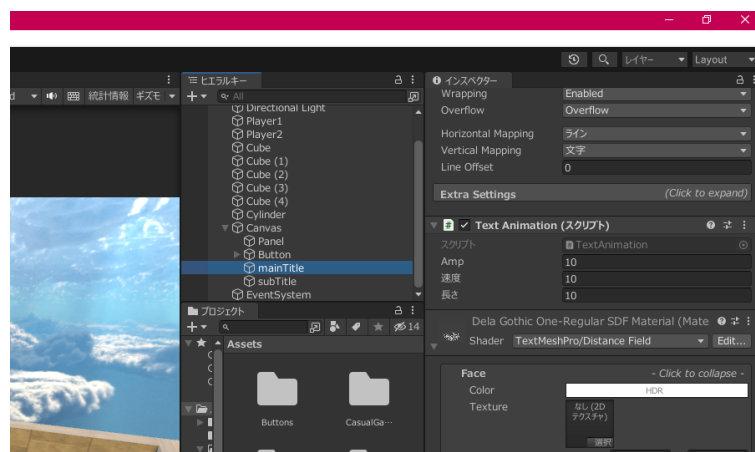 レイヤー Layout
d 統計情報 ギズモ
ヒエラルキー
All
Directional Light
Player1
Player2
Cube
Cube (1)
Cube (2)
Cube (3)
Cube (4)
Cylinder
Canvas
Panel
Button
mainTitle
subTitle
EventSystem
プロジェクト
14
Assets
Buttons CasualGa…
インスペクター
Wrapping Enabled
Overflow Overflow
Horizontal Mapping ライン
Vertical Mapping 文字
Line Offset 0
Extra Settings (Click to expand)
# Text Animation (スクリプト)
スクリプト TextAnimation
Amp 10
速度 10
長さ 10
Dela Gothic One-Regular SDF Material (Mate
Shader TextMeshPro/Distance Field Edit...
Face - Click to collapse -
Color HDR
Texture なし (2D
テクスチャ)
選択